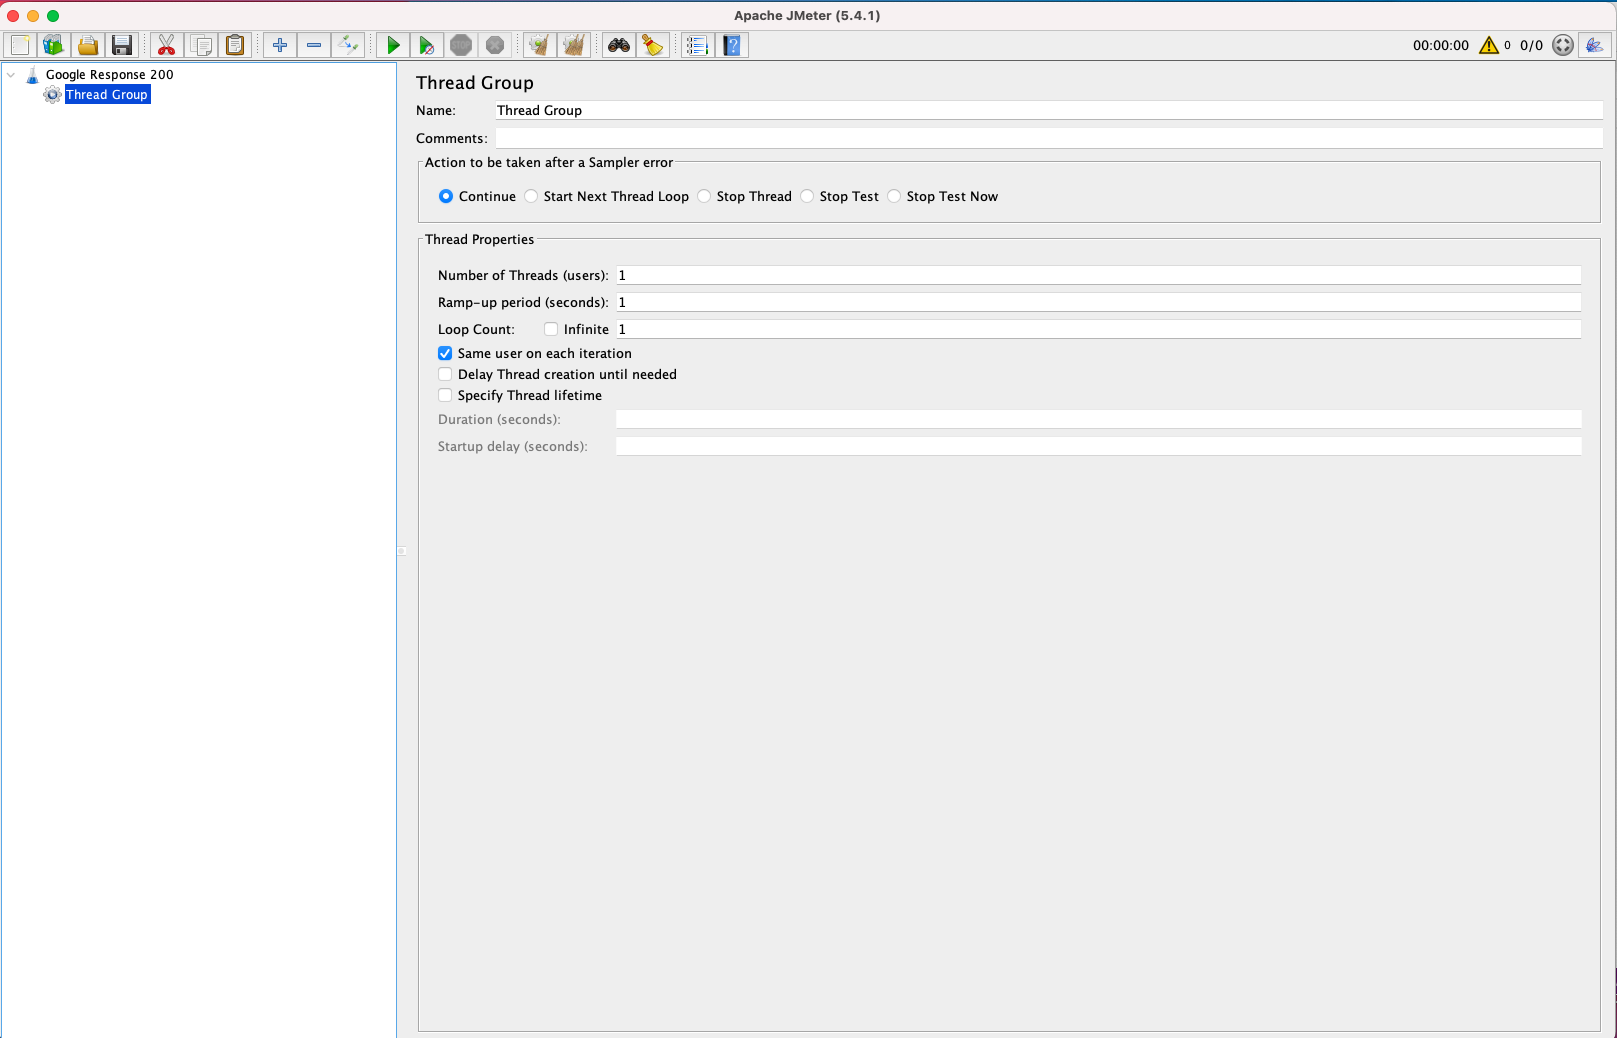 Apache JMeter (5.4.1)
STOP
00:00:00 0 0/0
Google Response 200
Thread Group
Thread Group
Name: Thread Group
Comments:
Action to be taken after a Sampler error
Continue Start Next Thread Loop Stop Thread Stop Test Stop Test Now
Thread Properties
Number of Threads (users): 1
Ramp-up period (seconds): 1
Loop Count: Infinite 1
Same user on each iteration
Delay Thread creation until needed
Specify Thread lifetime
Duration (seconds):
Startup delay (seconds):